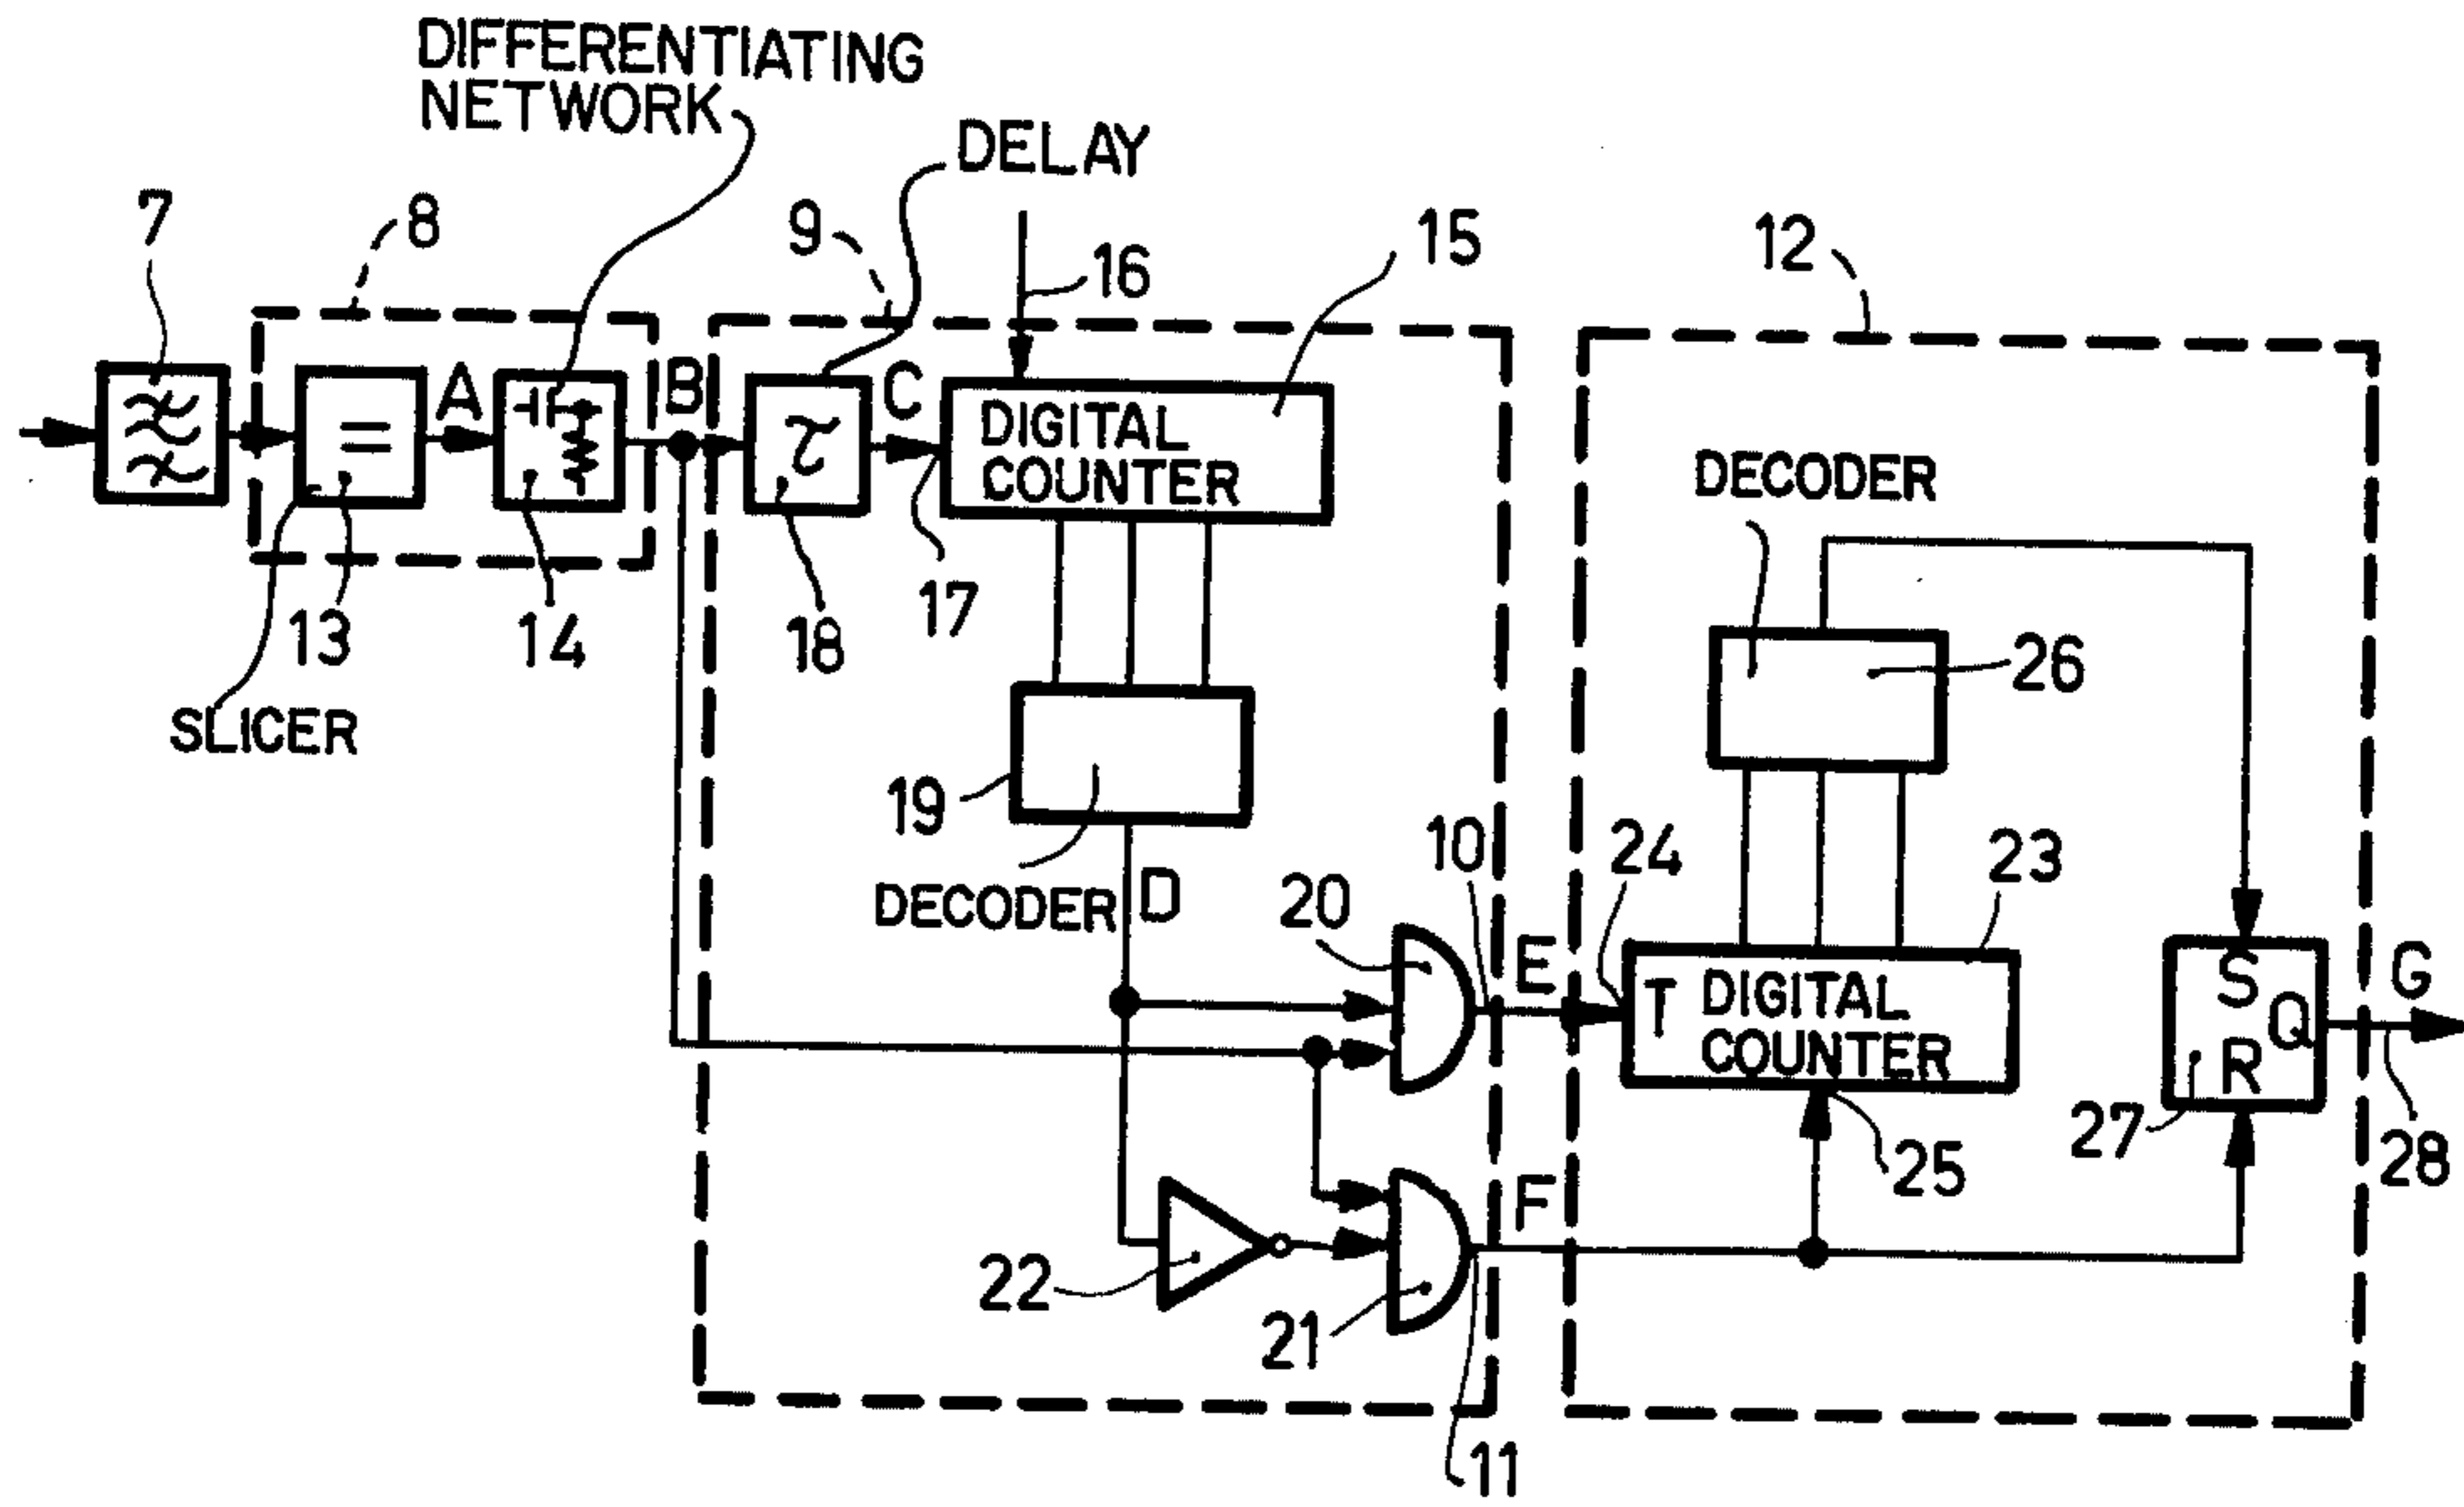 DIFFERENTIATING
NETWORK
DELAY
7
8
9
16
15
12
A
B
C
=
τ
DIGITAL
COUNTER
DECODER
13
14
18
17
SLICER
26
19
DECODER
D
10
24
23
20
E
T
DIGITAL
COUNTER
S
Q
R
G
27
28
25
F
22
21
11